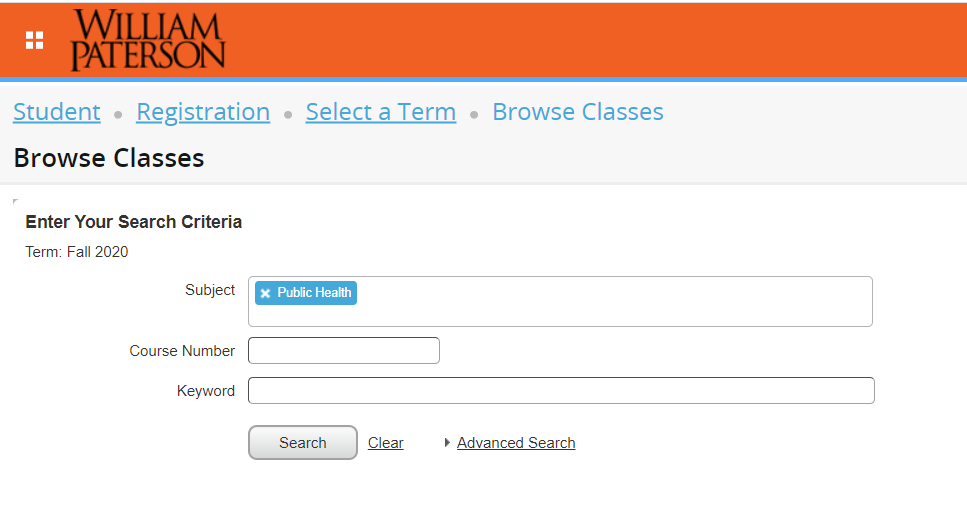 WILLIAM
PATERSON
Student • Registration • Select a Term • Browse Classes
Browse Classes
Enter Your Search Criteria
Term: Fall 2020
Subject
Public Health
Course Number
Keyword
Search Clear Advanced Search